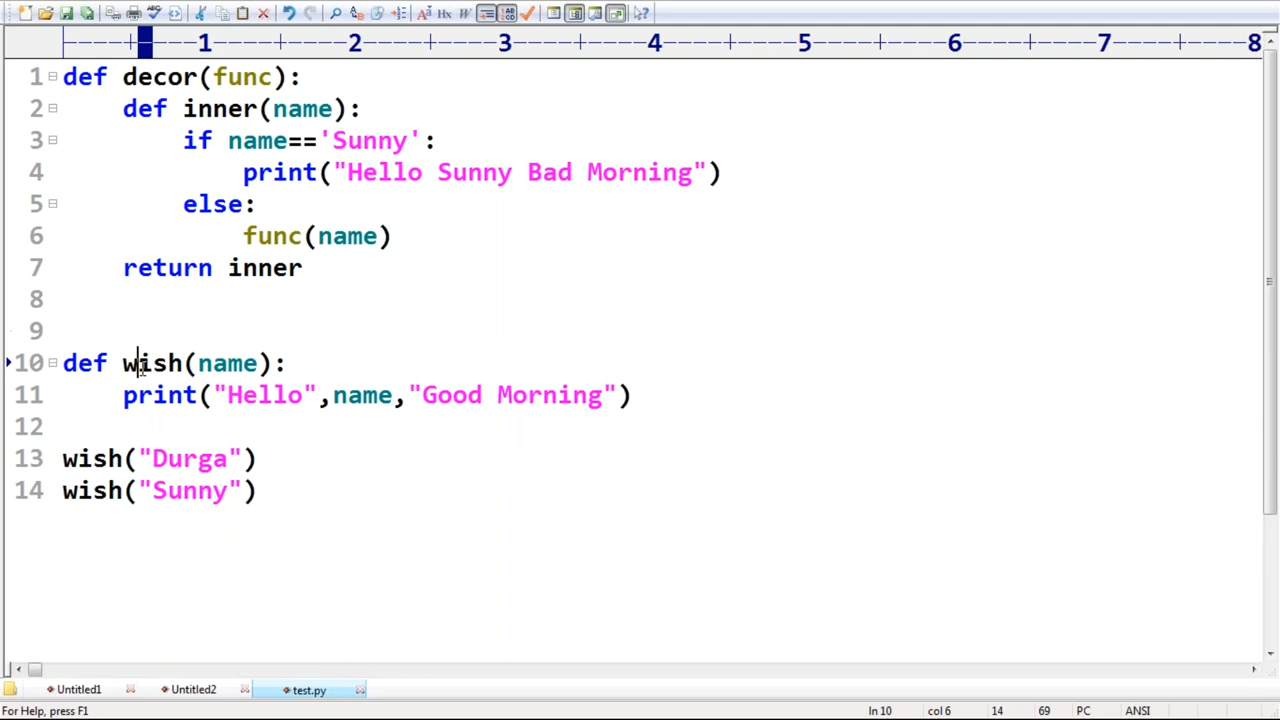 1 2 3 4 5 6 7 8
1 def decor(func):
2 def inner(name):
3 if name=='Sunny':
4 print("Hello Sunny Bad Morning")
5 else:
6 func(name)
7 return inner
8
9
10 def wish(name):
11 print("Hello",name,"Good Morning")
12
13 wish("Durga")
14 wish("Sunny")
Untitled1 Untitled2 test.py
For Help, press F1 ln 10 col 6 14 69 PC ANSI